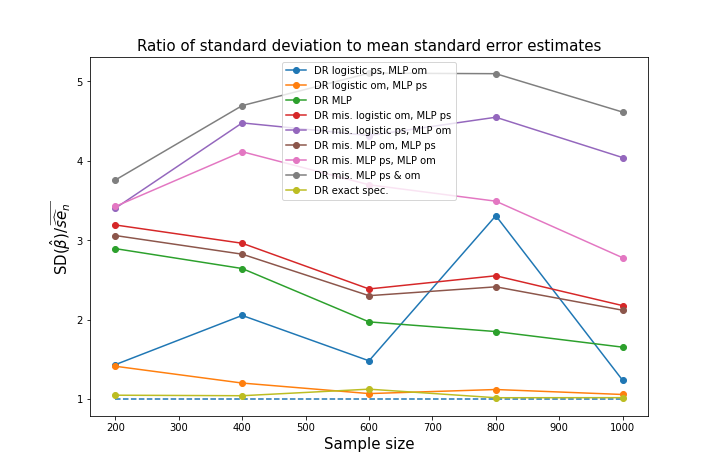 Ratio of standard deviation to mean standard error estimates
DR logistic ps, MLP om
DR logistic om, MLP ps
DR MLP
DR mis. logistic om, MLP ps
DR mis. logistic ps, MLP om
DR mis. MLP om, MLP ps
DR mis. MLP ps, MLP om
DR mis. MLP ps & om
DR exact spec.
5
4
3
2
1
SD(β̂)/\overline{\widehat{se}_n}
200 300 400 500 600 700 800 900 1000
Sample size